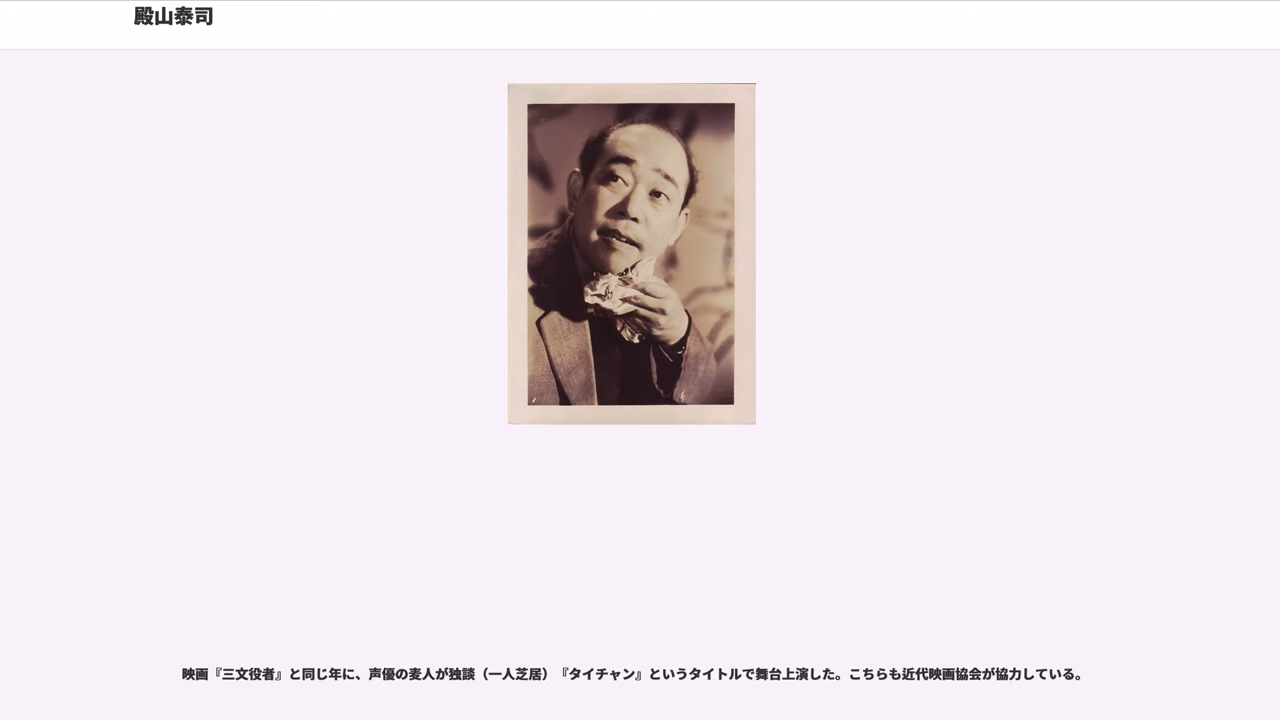 殿山泰司
映画『三文役者』と同じ年に、声優の麦人が独談（一人芝居）『タイチャン』というタイトルで舞台上演した。こちらも近代映画協会が協力している。